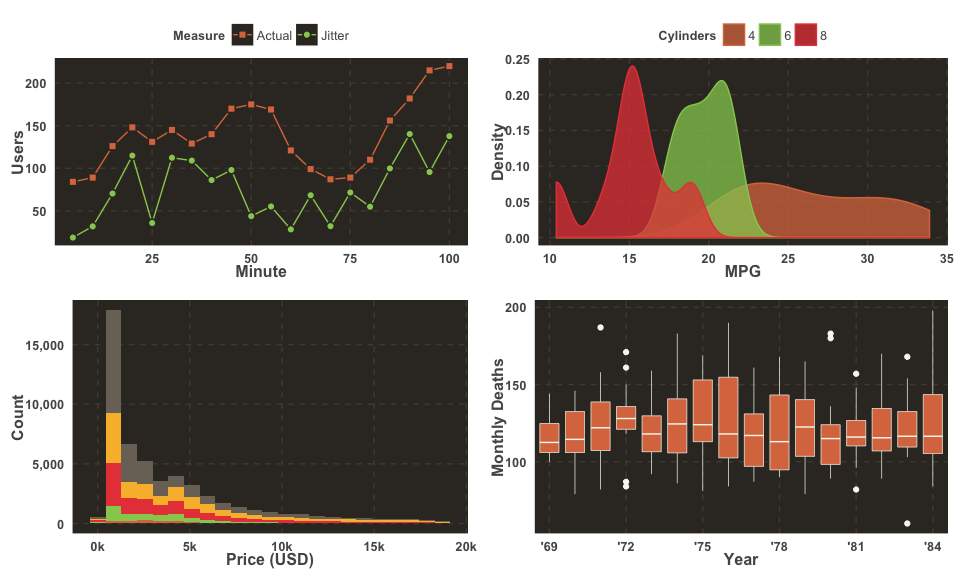 Measure Actual Jitter
Users
200
150
100
50
25 50 75 100
Minute
Cylinders 4 6 8
Density
0.25
0.20
0.15
0.10
0.05
0.00
10 15 20 25 30 35
MPG
Count
15,000
10,000
5,000
0
0k 5k 10k 15k 20k
Price (USD)
Monthly Deaths
200
150
100
'69 '72 '75 '78 '81 '84
Year